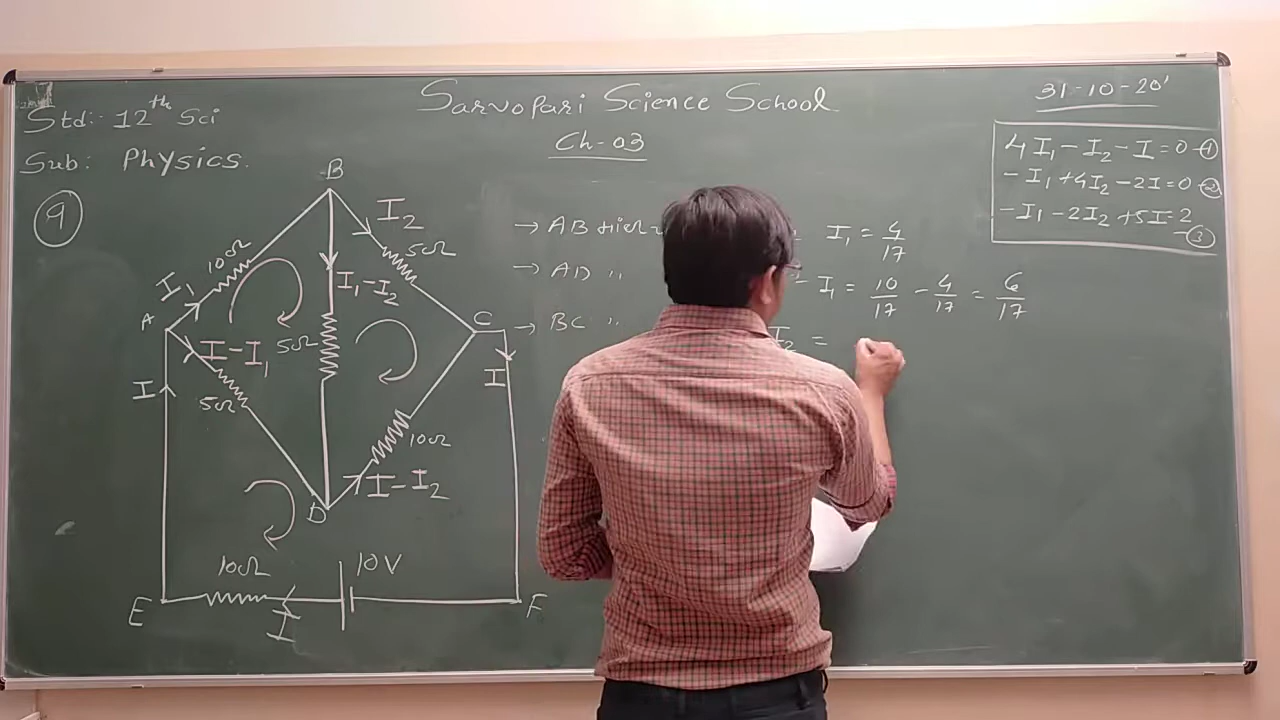 Sarvopari Science School
31-10-20'
Std:- 12th Sci
Sub: Physics.
Ch-03
4I₁ - I₂ - I = 0 -①
- I₁ + 4I₂ - 2I = 0 -②
- I₁ - 2I₂ + 5I = 2 -③
9
B
I₂
10Ω
5Ω
I₁
I₁-I₂
A
C
I-I₁
5Ω
I
I
5Ω
10Ω
I-I₂
D
10Ω
10V
E
I
F
→ AB
I₁ = 4/17
→ AD "
- I₁ = 10/17 - 4/17 = 6/17
→ BC "
I₂ =